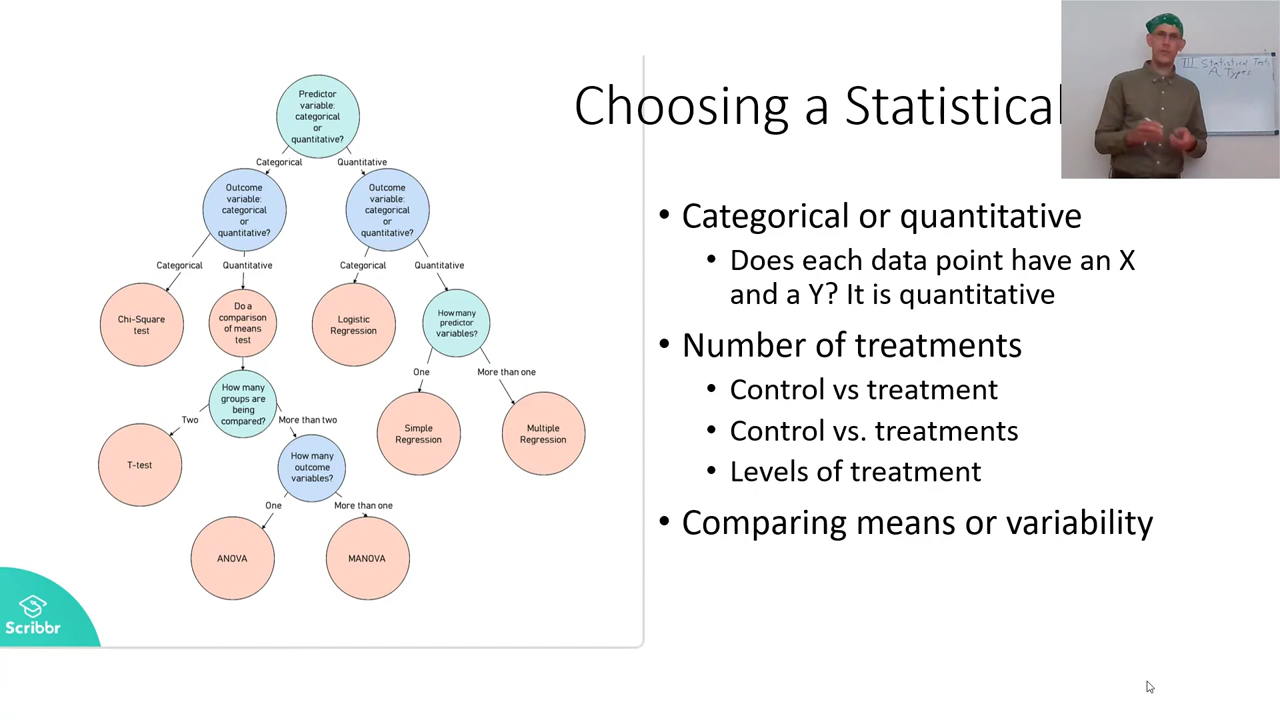 Choosing a Statistical
III Statistical Tests
A Types
Predictor
variable:
categorical
or
quantitative?
Categorical
Quantitative
Outcome
variable:
categorical
or
quantitative?
Outcome
variable:
categorical
or
quantitative?
Categorical
Quantitative
Categorical
Quantitative
Chi-Square
test
Do a
comparison
of means
test
Logistic
Regression
How many
predictor
variables?
One
More than one
How many
groups are
being
compared?
Two
More than two
Simple
Regression
Multiple
Regression
T-test
How many
outcome
variables?
One
More than one
ANOVA
MANOVA
Scribbr
• Categorical or quantitative
• Does each data point have an X
and a Y? It is quantitative
• Number of treatments
• Control vs treatment
• Control vs. treatments
• Levels of treatment
• Comparing means or variability